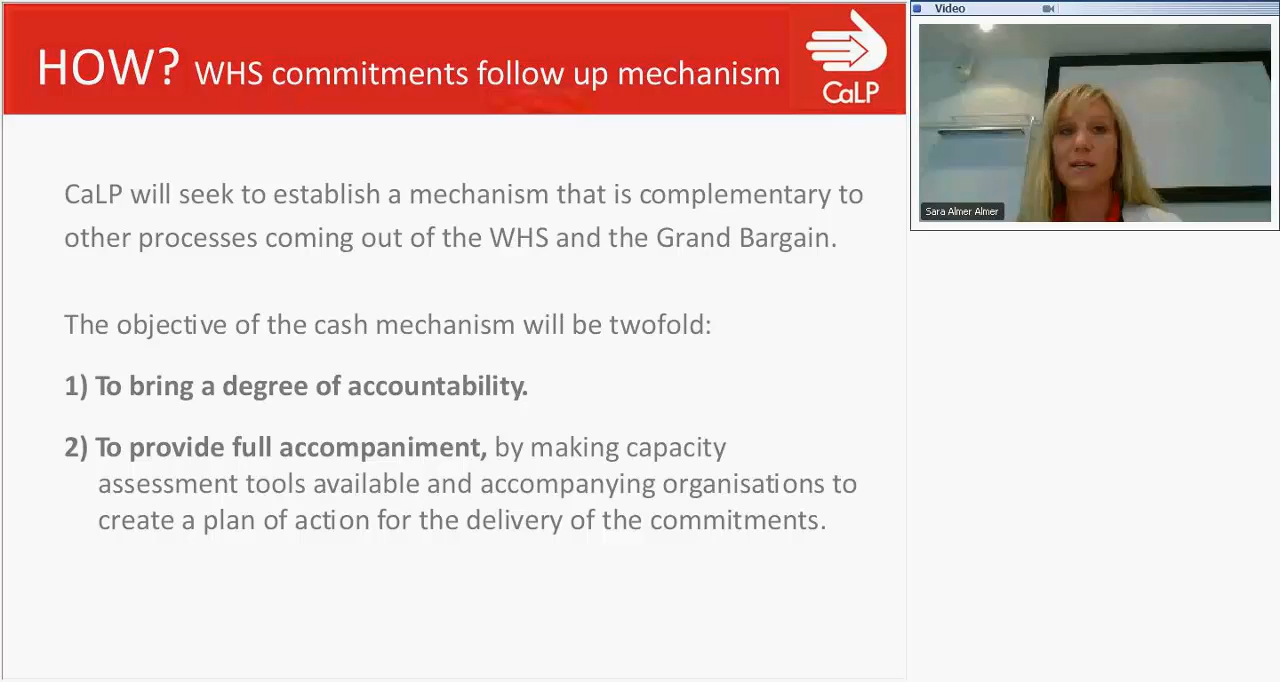 HOW? WHS commitments follow up mechanism
CaLP
CaLP will seek to establish a mechanism that is complementary to
other processes coming out of the WHS and the Grand Bargain.
The objective of the cash mechanism will be twofold:
1) To bring a degree of accountability.
2) To provide full accompaniment, by making capacity
assessment tools available and accompanying organisations to
create a plan of action for the delivery of the commitments.
Video
Sara Almer Almer